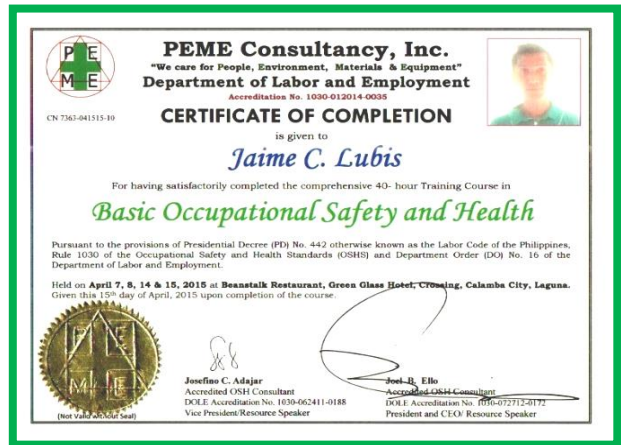 P E
M E
PEME Consultancy, Inc.
"We care for People, Environment, Materials & Equipment"
Department of Labor and Employment
Accreditation No. 1030-012014-0035
CN 7363-041515-10
CERTIFICATE OF COMPLETION
is given to
Jaime C. Lubis
For having satisfactorily completed the comprehensive 40- hour Training Course in
Basic Occupational Safety and Health
Pursuant to the provisions of Presidential Decree (PD) No. 442 otherwise known as the Labor Code of the Philippines,
Rule 1030 of the Occupational Safety and Health Standards (OSHS) and Department Order (DO) No. 16 of the
Department of Labor and Employment.
Held on April 7, 8, 14 & 15, 2015 at Beanstalk Restaurant, Green Glass Hotel, Crossing, Calamba City, Laguna.
Given this 15th day of April, 2015 upon completion of the course.
P E
M E
(Not Valid without Seal)
Josefino C. Adajar
Accredited OSH Consultant
DOLE Accreditation No. 1030-062411-0188
Vice President/Resource Speaker
Joel B. Ello
Accredited OSH Consultant
DOLE Accreditation No. 1030-072712-0172
President and CEO/ Resource Speaker